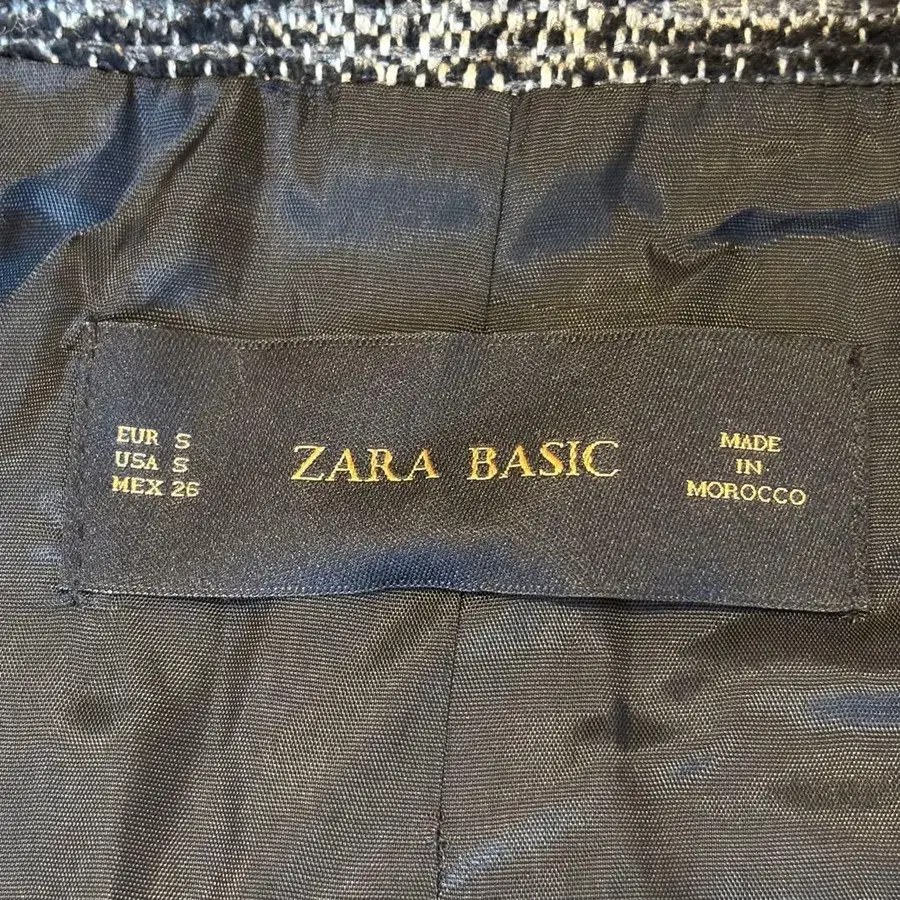 EUR S
USA S
MEX 26
ZARA BASIC
MADE
IN
MOROCCO